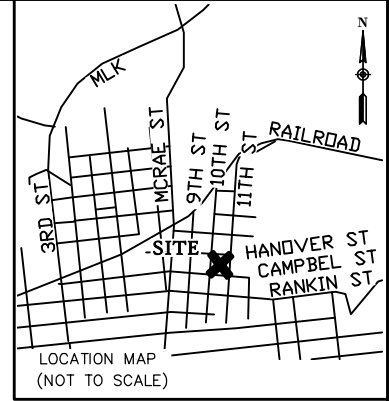 N
MLK
RAILROAD
3RD ST
MCRAE ST
9TH ST
10TH ST
11TH ST
SITE
HANOVER ST
CAMPBEL ST
RANKIN ST
LOCATION MAP
(NOT TO SCALE)